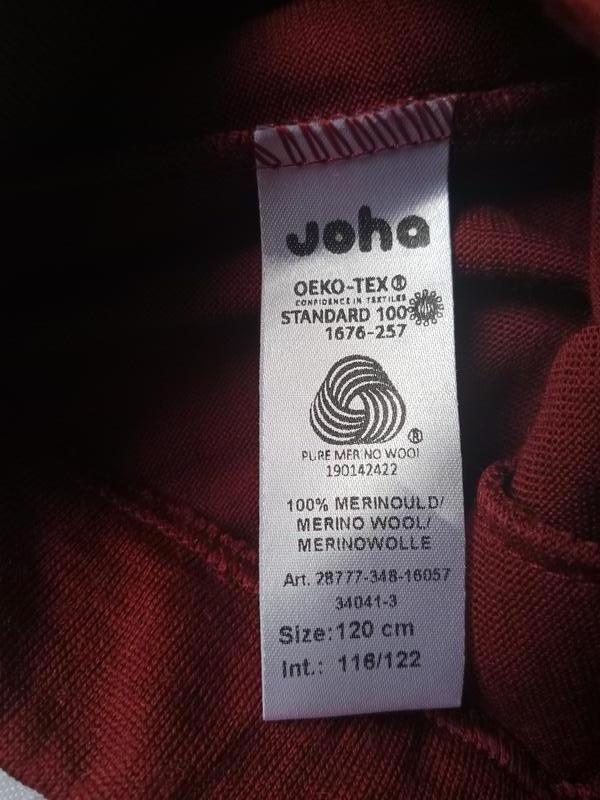 Joha
OEKO-TEX®
CONFIDENCE IN TEXTILES
STANDARD 100
1676-257
®
PURE MERINO WOOL
190142422
100% MERINOULD/
MERINO WOOL/
MERINOWOLLE
Art. 28777-348-16057
34041-3
Size: 120 cm
Int.: 116/122